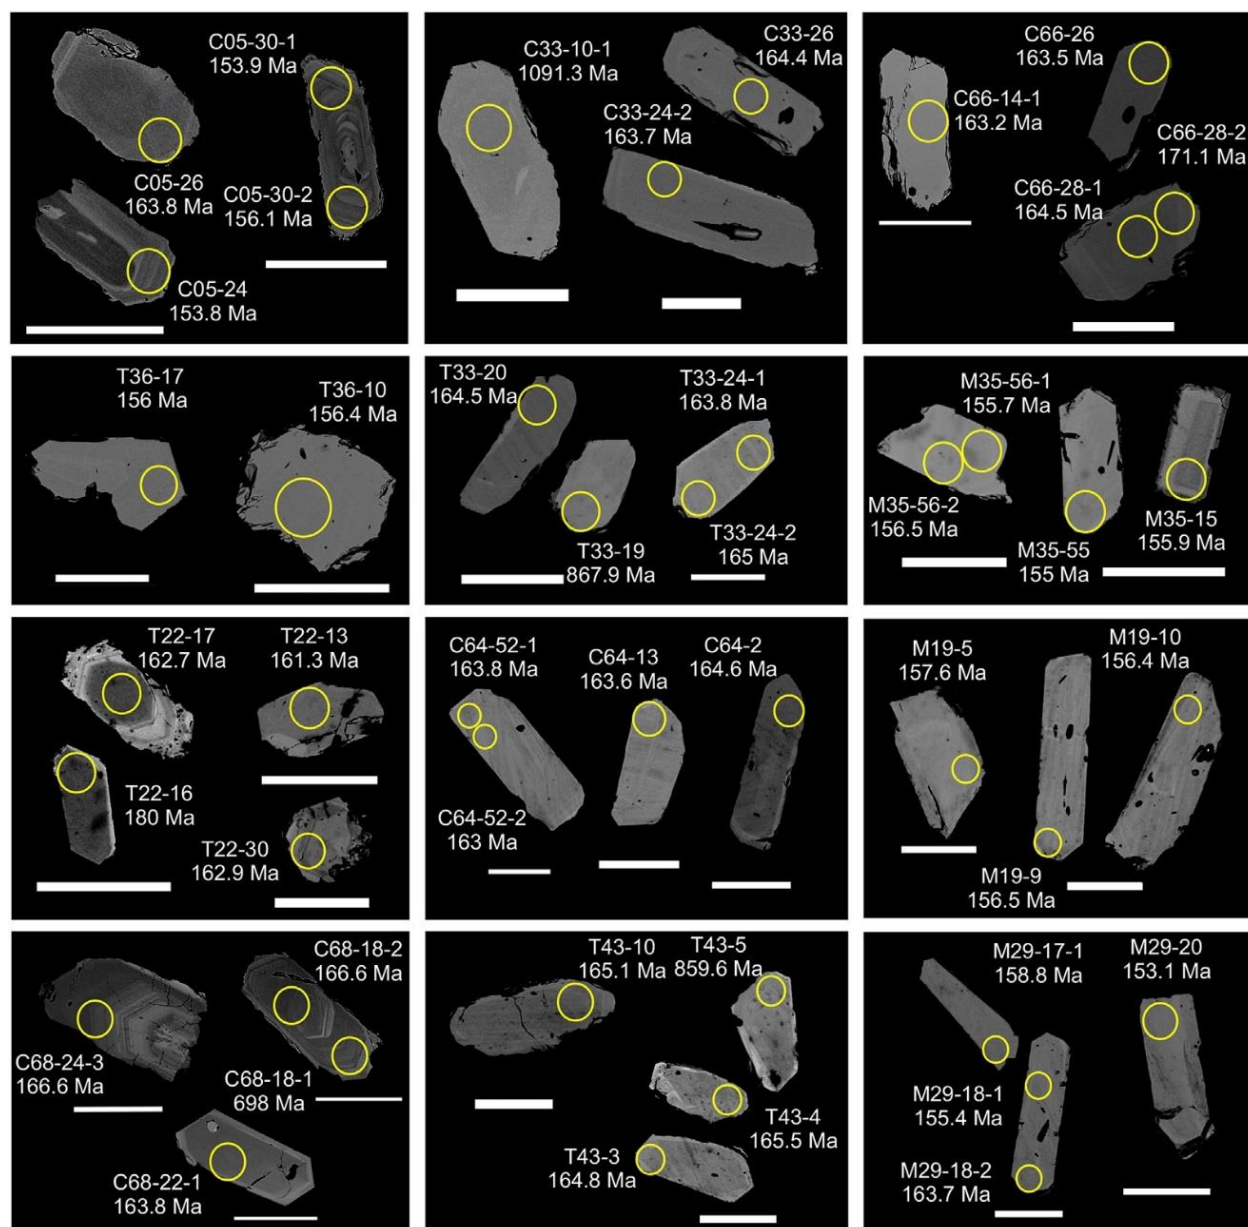 C05-30-1
153.9 Ma
C05-26
163.8 Ma
C05-30-2
156.1 Ma
C05-24
153.8 Ma
C33-10-1
1091.3 Ma
C33-26
164.4 Ma
C33-24-2
163.7 Ma
C66-26
163.5 Ma
C66-14-1
163.2 Ma
C66-28-2
171.1 Ma
C66-28-1
164.5 Ma
T36-17
156 Ma
T36-10
156.4 Ma
T33-20
164.5 Ma
T33-24-1
163.8 Ma
T33-19
867.9 Ma
T33-24-2
165 Ma
M35-56-1
155.7 Ma
M35-56-2
156.5 Ma
M35-55
155 Ma
M35-15
155.9 Ma
T22-17
162.7 Ma
T22-13
161.3 Ma
T22-16
180 Ma
T22-30
162.9 Ma
C64-52-1
163.8 Ma
C64-13
163.6 Ma
C64-2
164.6 Ma
C64-52-2
163 Ma
M19-5
157.6 Ma
M19-10
156.4 Ma
M19-9
156.5 Ma
C68-18-2
166.6 Ma
C68-24-3
166.6 Ma
C68-18-1
698 Ma
C68-22-1
163.8 Ma
T43-10
165.1 Ma
T43-5
859.6 Ma
T43-4
165.5 Ma
T43-3
164.8 Ma
M29-17-1
158.8 Ma
M29-20
153.1 Ma
M29-18-1
155.4 Ma
M29-18-2
163.7 Ma